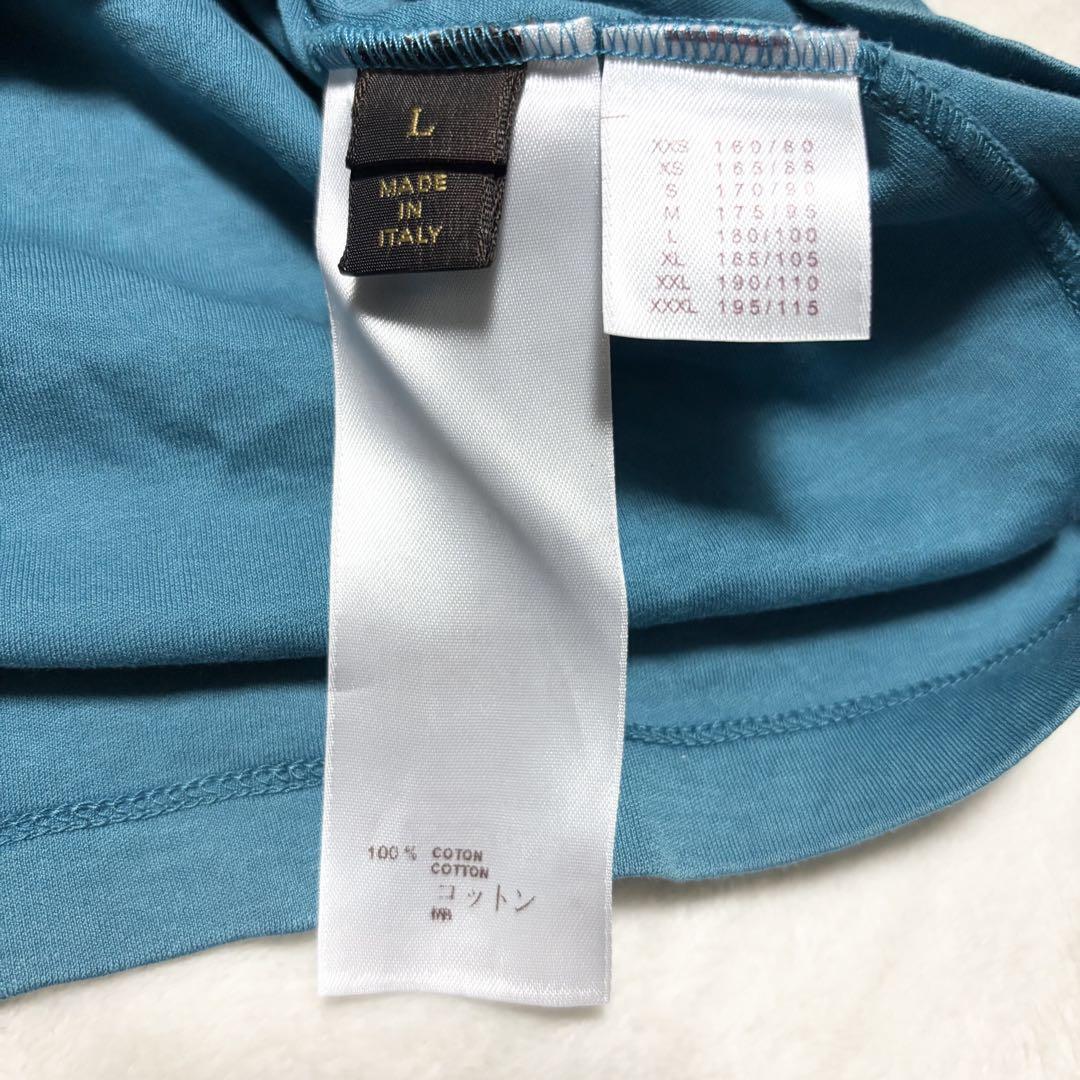 L
MADE
IN
ITALY
XXS 160/80
XS 165/85
S 170/90
M 175/95
L 180/100
XL 185/105
XXL 190/110
XXXL 195/115
100 % COTON
COTTON
コットン